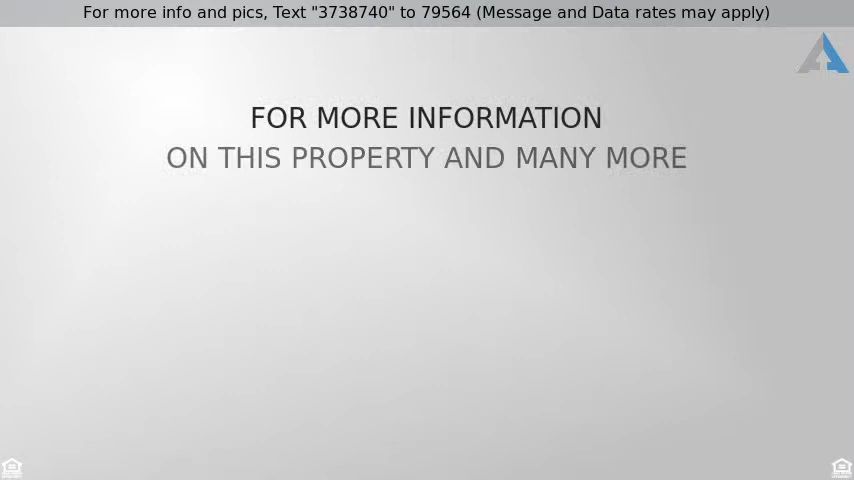 For more info and pics, Text "3738740" to 79564 (Message and Data rates may apply)
FOR MORE INFORMATION
ON THIS PROPERTY AND MANY MORE